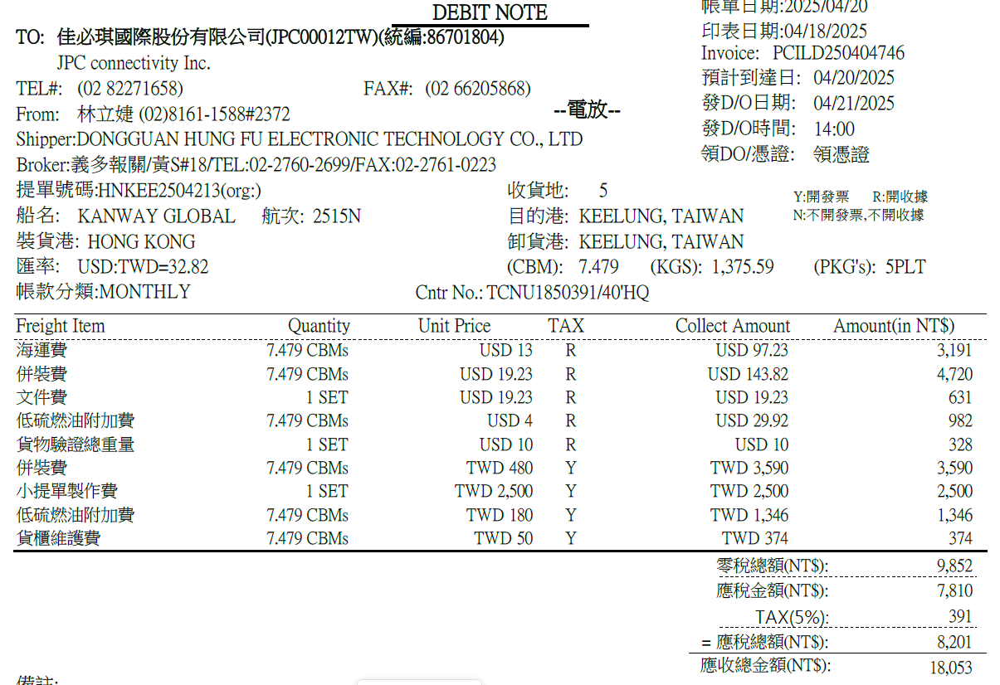 DEBIT NOTE
帳單日期:2025/04/20
TO: 佳必琪國際股份有限公司(JPC00012TW)(統編:86701804)
印表日期:04/18/2025
JPC connectivity Inc.
Invoice: PCILD250404746
TEL#: (02 82271658) FAX#: (02 66205868)
預計到達日: 04/20/2025
From: 林立婕 (02)8161-1588#2372
--電放--
發D/O日期: 04/21/2025
Shipper:DONGGUAN HUNG FU ELECTRONIC TECHNOLOGY CO., LTD
發D/O時間: 14:00
Broker:義多報關/黃S#18/TEL:02-2760-2699/FAX:02-2761-0223
領DO/憑證: 領憑證
提單號碼:HNKEE2504213(org:) 收貨地: 5
Y:開發票 R:開收據
船名: KANWAY GLOBAL 航次: 2515N 目的港: KEELUNG, TAIWAN
N:不開發票,不開收據
裝貨港: HONG KONG 卸貨港: KEELUNG, TAIWAN
匯率: USD:TWD=32.82 (CBM): 7.479 (KGS): 1,375.59 (PKG's): 5PLT
帳款分類:MONTHLY Cntr No.: TCNU1850391/40'HQ
Freight Item Quantity Unit Price TAX Collect Amount Amount(in NT$)
海運費 7.479 CBMs USD 13 R USD 97.23 3,191
併裝費 7.479 CBMs USD 19.23 R USD 143.82 4,720
文件費 1 SET USD 19.23 R USD 19.23 631
低硫燃油附加費 7.479 CBMs USD 4 R USD 29.92 982
貨物驗證總重量 1 SET USD 10 R USD 10 328
併裝費 7.479 CBMs TWD 480 Y TWD 3,590 3,590
小提單製作費 1 SET TWD 2,500 Y TWD 2,500 2,500
低硫燃油附加費 7.479 CBMs TWD 180 Y TWD 1,346 1,346
貨櫃維護費 7.479 CBMs TWD 50 Y TWD 374 374
零稅總額(NT$): 9,852
應稅金額(NT$): 7,810
TAX(5%): 391
= 應稅總額(NT$): 8,201
應收總金額(NT$): 18,053
備註: